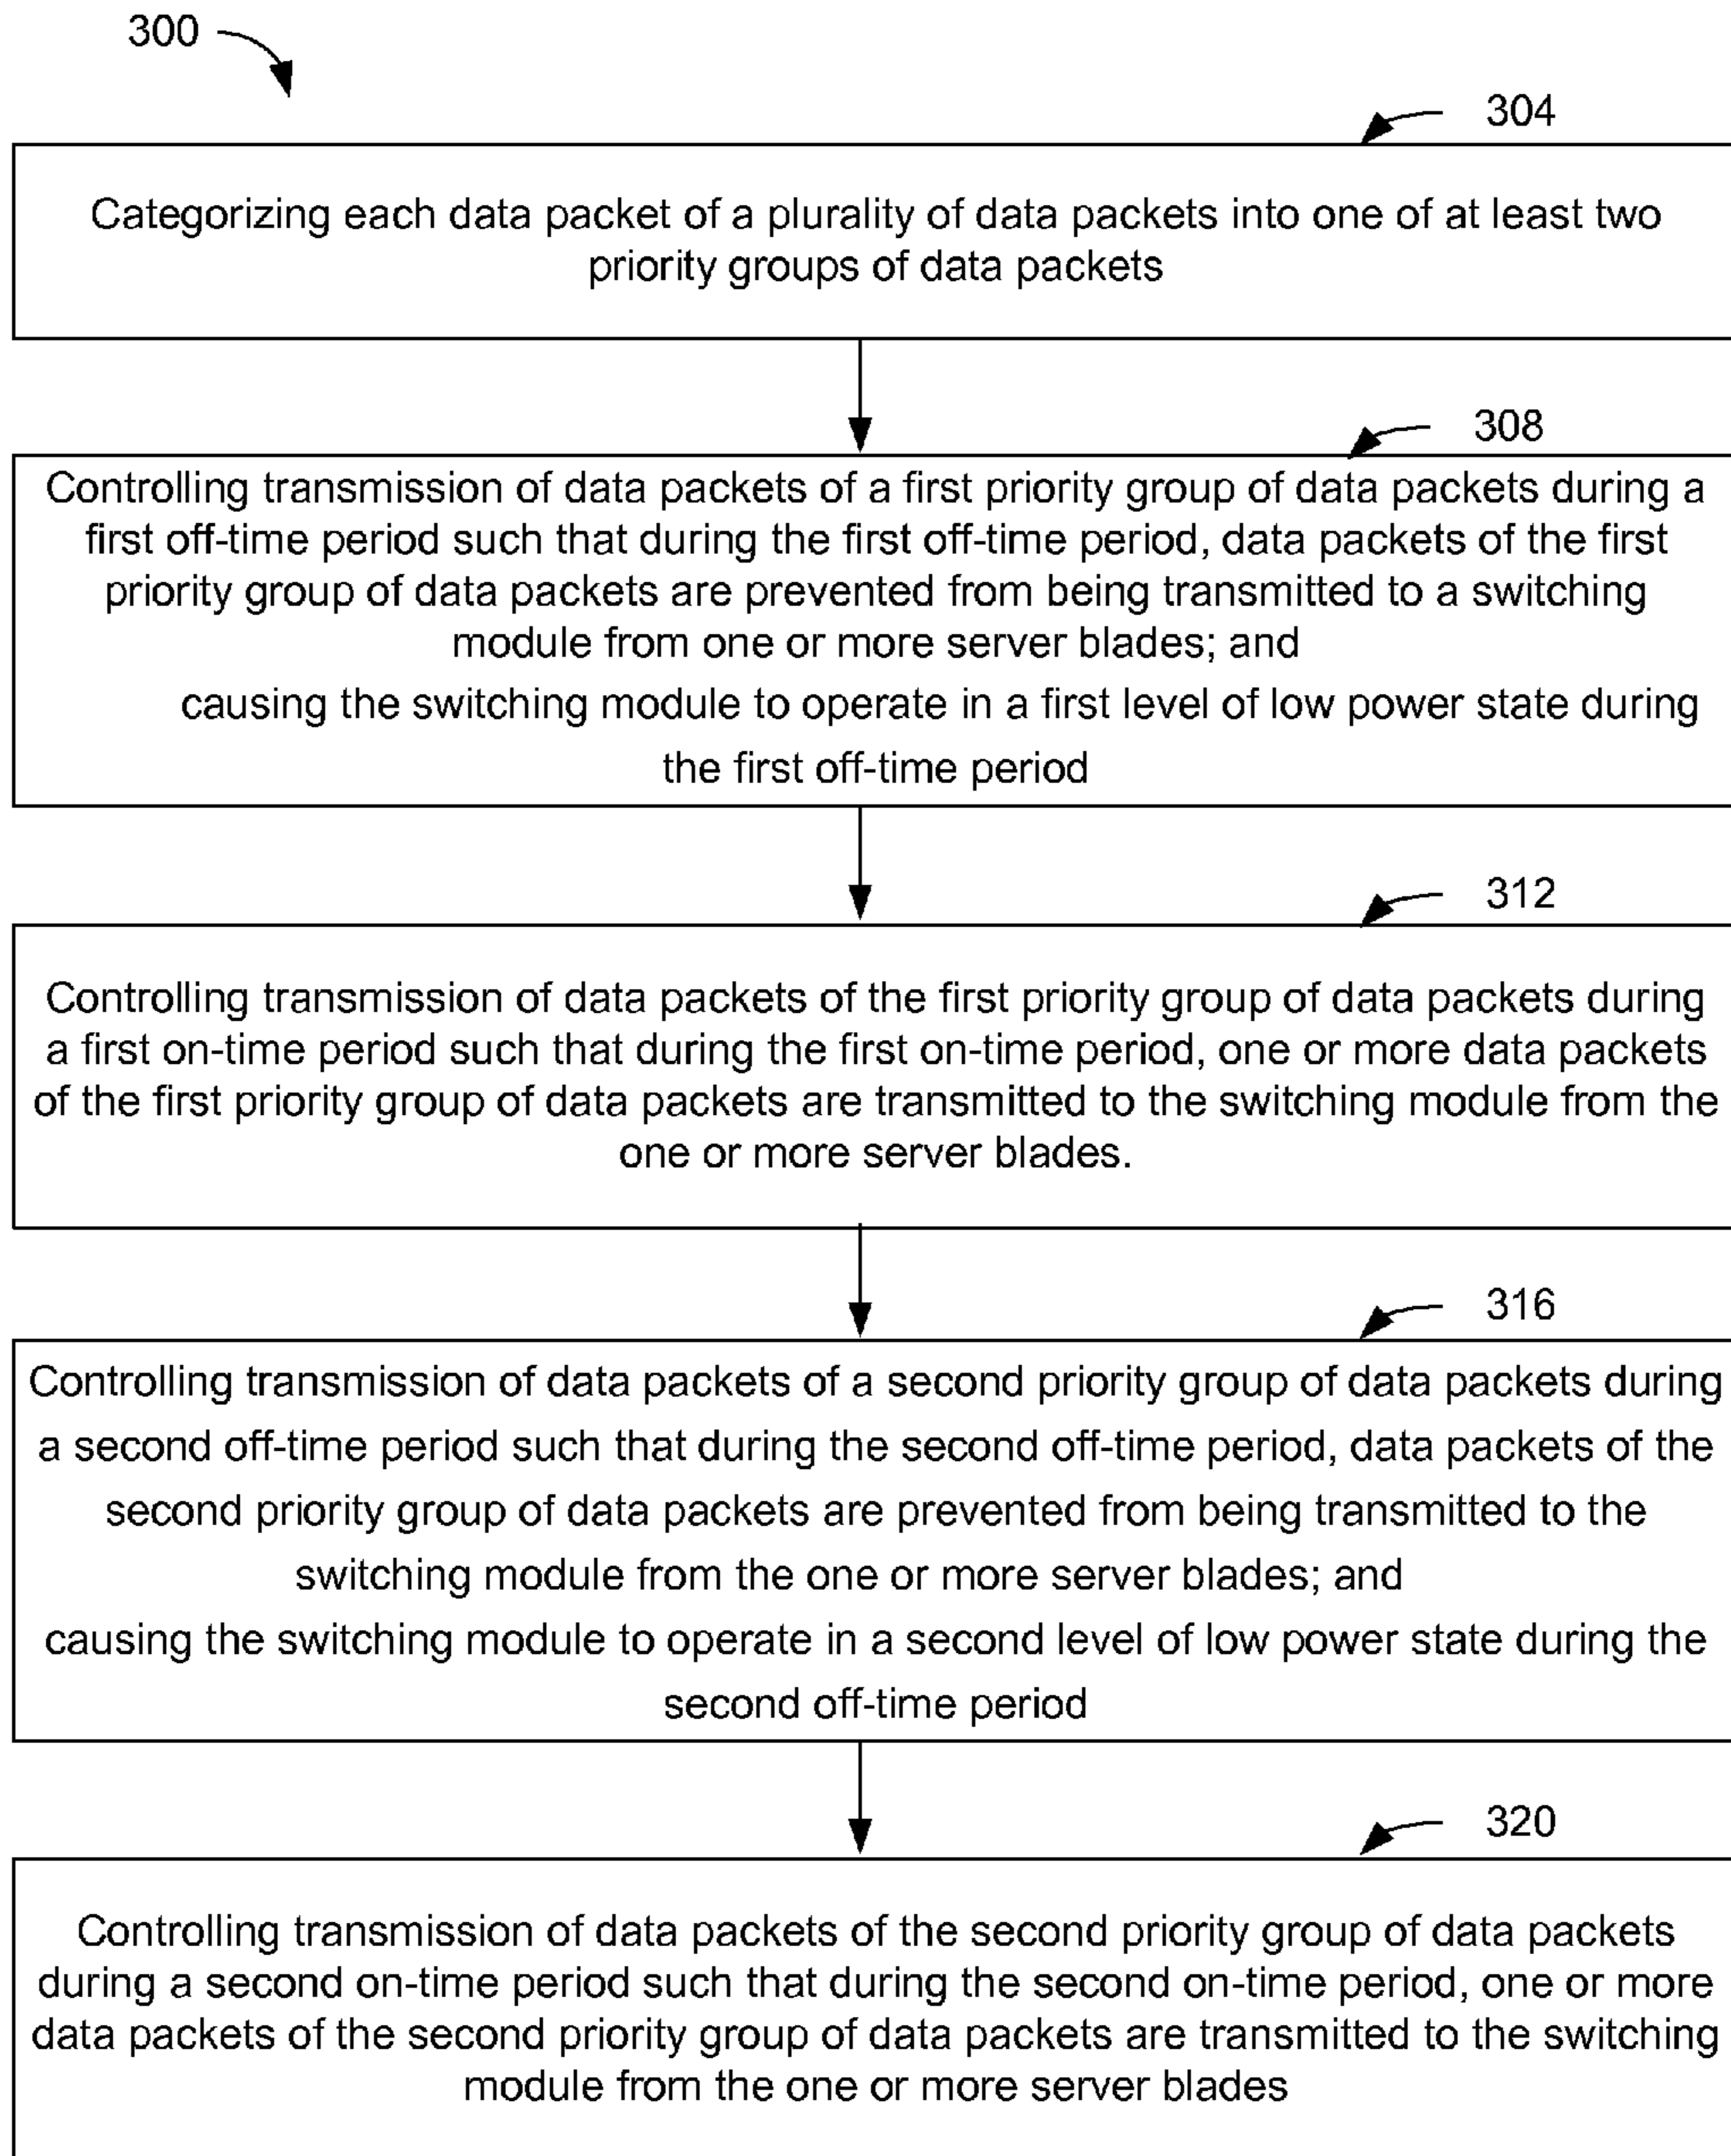 300
304
Categorizing each data packet of a plurality of data packets into one of at least two
priority groups of data packets
308
Controlling transmission of data packets of a first priority group of data packets during a
first off-time period such that during the first off-time period, data packets of the first
priority group of data packets are prevented from being transmitted to a switching
module from one or more server blades; and
causing the switching module to operate in a first level of low power state during
the first off-time period
312
Controlling transmission of data packets of the first priority group of data packets during
a first on-time period such that during the first on-time period, one or more data packets
of the first priority group of data packets are transmitted to the switching module from the
one or more server blades.
316
Controlling transmission of data packets of a second priority group of data packets during
a second off-time period such that during the second off-time period, data packets of the
second priority group of data packets are prevented from being transmitted to the
switching module from the one or more server blades; and
causing the switching module to operate in a second level of low power state during the
second off-time period
320
Controlling transmission of data packets of the second priority group of data packets
during a second on-time period such that during the second on-time period, one or more
data packets of the second priority group of data packets are transmitted to the switching
module from the one or more server blades